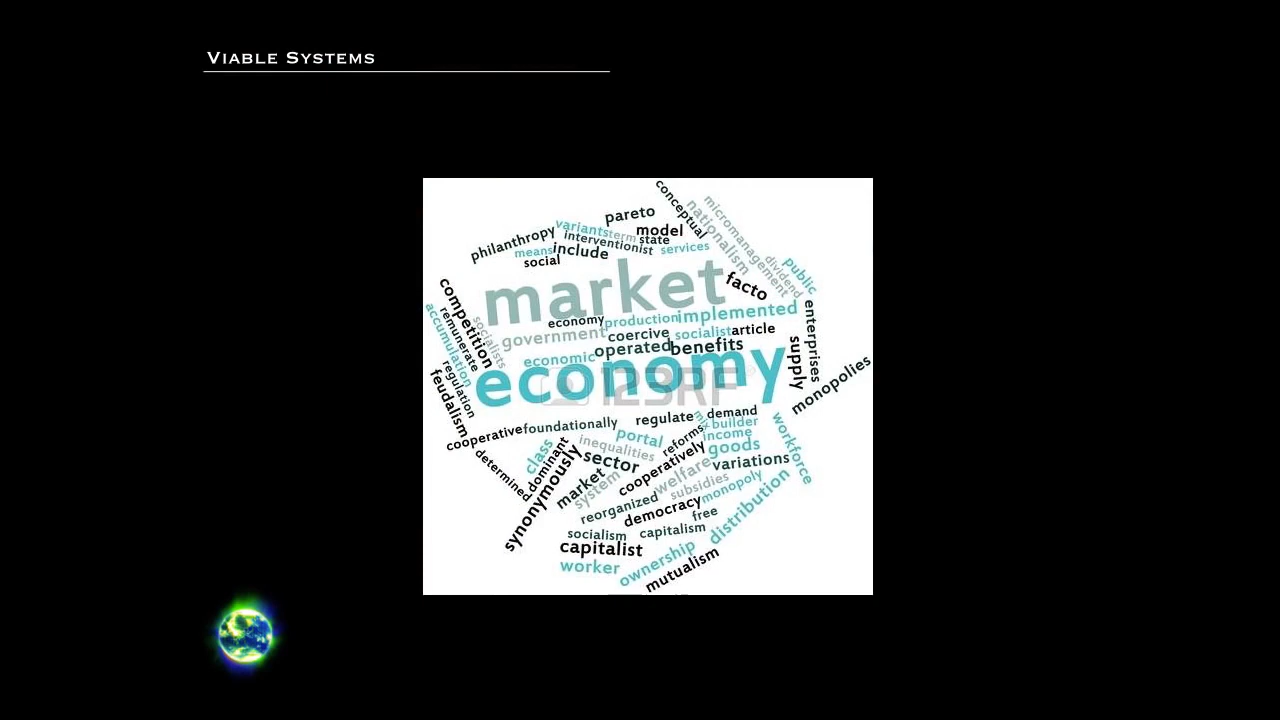 Viable Systems
conceptual
micromanagement
nationalism
pareto
variants
term
model
philanthropy
interventionist
state
means
include
services
social
dividend
public
market
facto
competition
accumulation
remunerate
socialists
economy
production
implemented
government
coercive
socialist
article
enterprises
economic
operated
benefits
supply
economy
123RF
regulation
feudalism
monopolies
cooperative
foundationally
regulate
mix
demand
builder
workforce
class
dominant
inequalities
portal
reforms
income
goods
determined
synonymously
sector
cooperatively
welfare
variations
market
system
subsidies
monopoly
reorganized
democracy
free
distribution
socialism
capitalism
capitalist
worker
ownership
mutualism